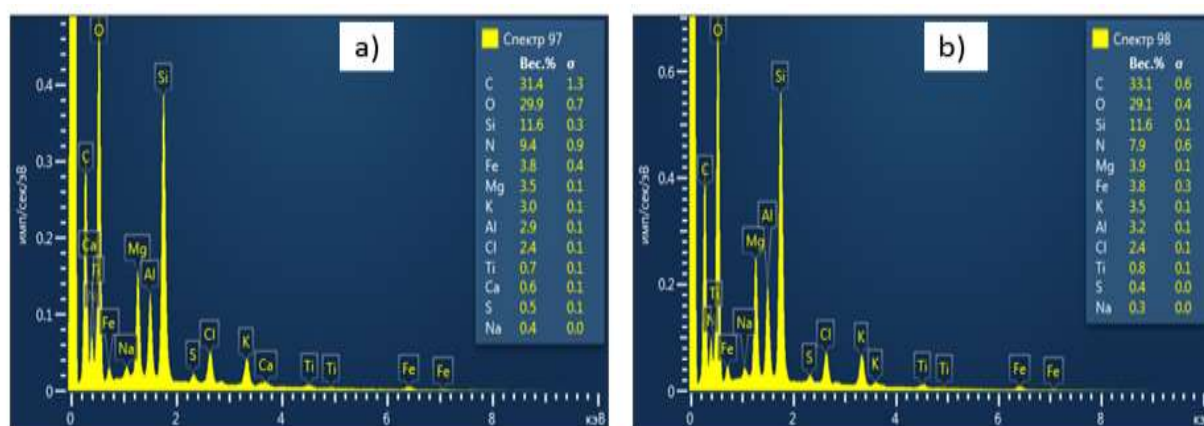 a)
Спектр 97
Вес.% σ
C 31.4 1.3
O 29.9 0.7
Si 11.6 0.3
N 9.4 0.9
Fe 3.8 0.4
Mg 3.5 0.1
K 3.0 0.1
Al 2.9 0.1
Cl 2.4 0.1
Ti 0.7 0.1
Ca 0.6 0.1
S 0.5 0.1
Na 0.4 0.0
имп/сек/эВ
0.4
0.3
0.2
0.1
0
O
Si
C
Ca
Ti
Mg
Al
Fe
Na
S
Cl
K
Ca
Ti
Ti
Fe
Fe
0 2 4 6 8 кэВ
b)
Спектр 98
Вес.% σ
C 33.1 0.6
O 29.1 0.4
Si 11.6 0.1
N 7.9 0.6
Mg 3.9 0.1
Fe 3.8 0.3
K 3.5 0.1
Al 3.2 0.1
Cl 2.4 0.1
Ti 0.8 0.1
S 0.4 0.0
Na 0.3 0.0
имп/сек/эВ
0.6
0.4
0.2
0
O
Si
C
Al
Mg
Ti
N
Na
Fe
S
Cl
K
K
Ti
Ti
Fe
Fe
0 2 4 6 8 кэВ